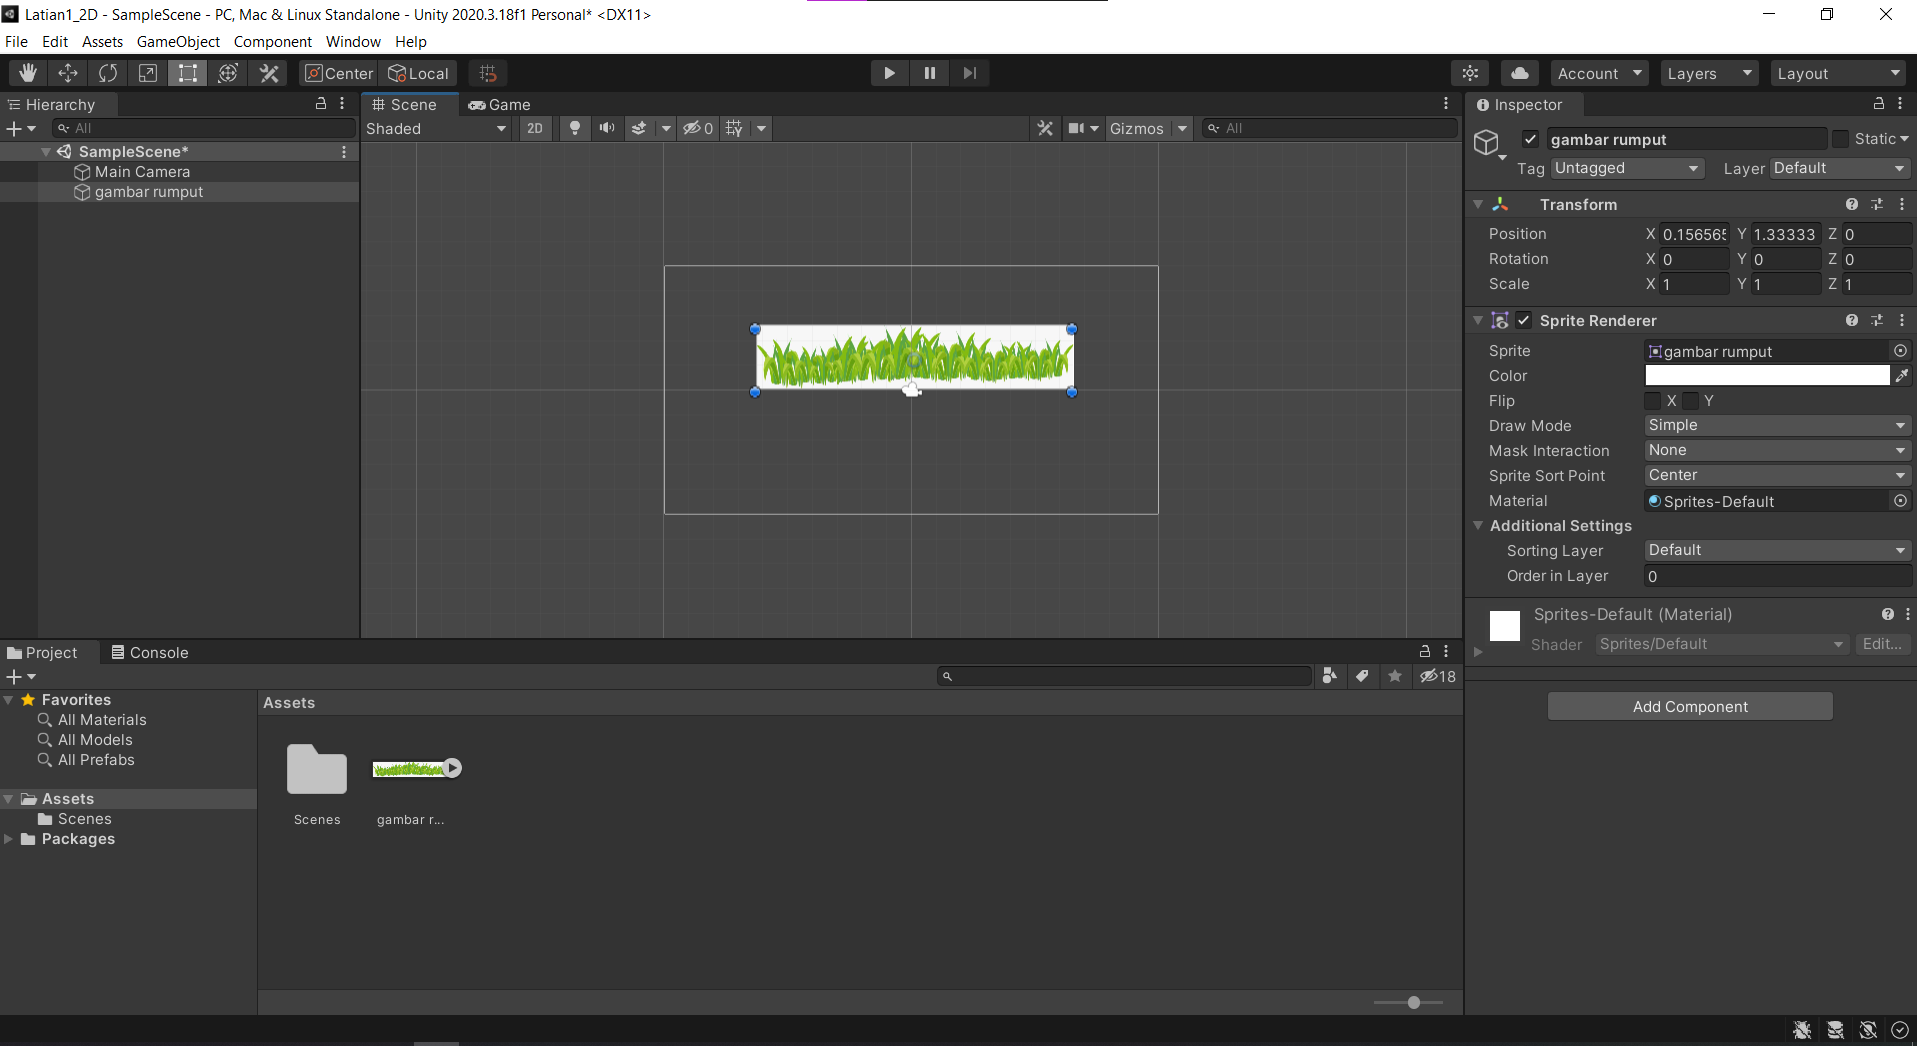 Latian1_2D - SampleScene - PC, Mac & Linux Standalone - Unity 2020.3.18f1 Personal* <DX11>
File Edit Assets GameObject Component Window Help
Center Local Account Layers Layout
Hierarchy
All
SampleScene*
Main Camera
gambar rumput
Scene Game
Shaded 2D 0 Gizmos All
Inspector
gambar rumput Static
Tag Untagged Layer Default
Transform
Position X 0.156565 Y 1.33333 Z 0
Rotation X 0 Y 0 Z 0
Scale X 1 Y 1 Z 1
Sprite Renderer
Sprite gambar rumput
Color
Flip X Y
Draw Mode Simple
Mask Interaction None
Sprite Sort Point Center
Material Sprites-Default
Additional Settings
Sorting Layer Default
Order in Layer 0
Sprites-Default (Material)
Shader Sprites/Default Edit...
Add Component
Project Console
18
Favorites
All Materials
All Models
All Prefabs
Assets
Scenes
Packages
Assets
Scenes gambar r...